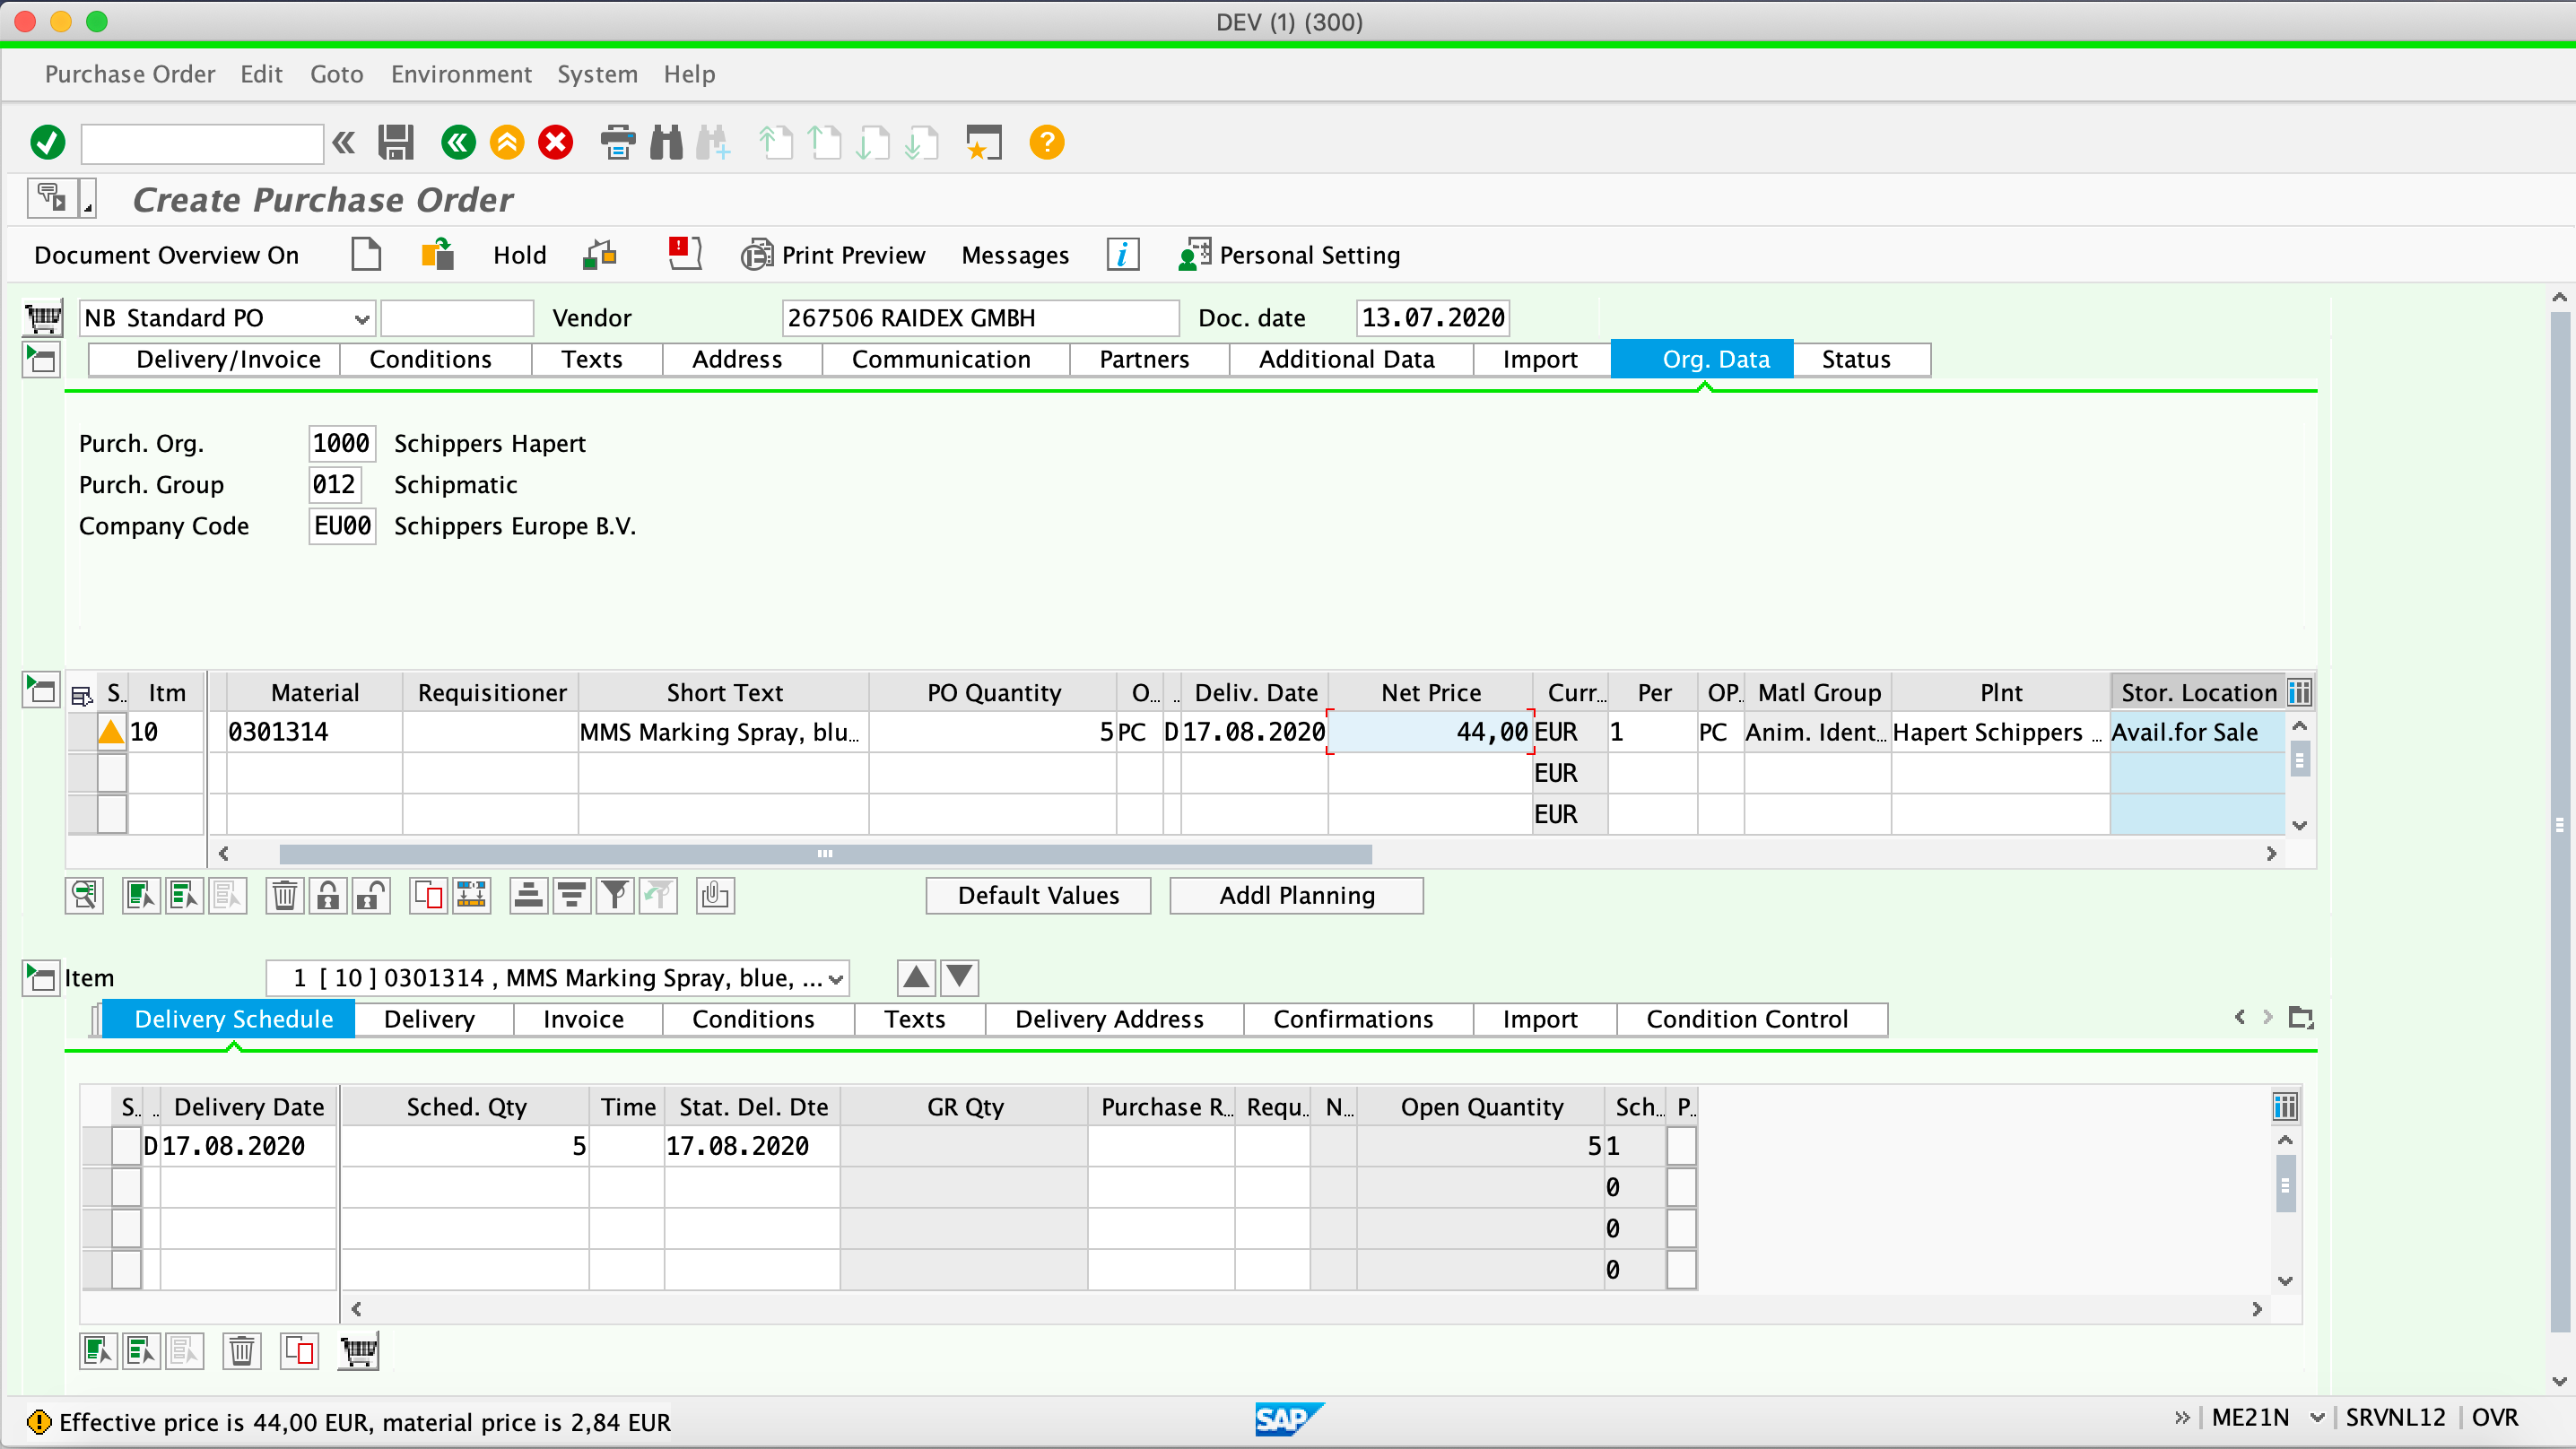 DEV (1) (300)
Purchase Order Edit Goto Environment System Help
Create Purchase Order
Document Overview On Hold Print Preview Messages Personal Setting
NB Standard PO Vendor 267506 RAIDEX GMBH Doc. date 13.07.2020
Delivery/Invoice Conditions Texts Address Communication Partners Additional Data Import Org. Data Status
Purch. Org. 1000 Schippers Hapert
Purch. Group 012 Schipmatic
Company Code EU00 Schippers Europe B.V.
S.. Itm Material Requisitioner Short Text PO Quantity O... .. Deliv. Date Net Price Curr... Per OP.. Matl Group Plnt Stor. Location
10 0301314 MMS Marking Spray, blu... 5 PC D 17.08.2020 44,00 EUR 1 PC Anim. Ident... Hapert Schippers ... Avail.for Sale
EUR
EUR
Default Values Addl Planning
Item 1 [ 10 ] 0301314 , MMS Marking Spray, blue, ...
Delivery Schedule Delivery Invoice Conditions Texts Delivery Address Confirmations Import Condition Control
S.. .. Delivery Date Sched. Qty Time Stat. Del. Dte GR Qty Purchase R... Requ.. N... Open Quantity Sch... P..
D 17.08.2020 5 17.08.2020 5 1
0
0
0
Effective price is 44,00 EUR, material price is 2,84 EUR SAP ME21N SRVNL12 OVR